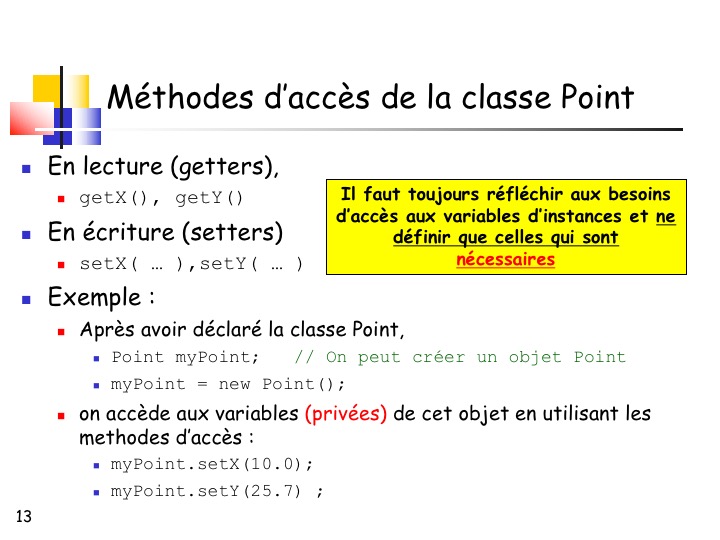 Méthodes d’accès de la classe Point
En lecture (getters),
getX(), getY()
En écriture (setters)
setX( … ),setY( … )
Il faut toujours réfléchir aux besoins
d’accès aux variables d’instances et ne
définir que celles qui sont
nécessaires
Exemple :
Après avoir déclaré la classe Point,
Point myPoint;   // On peut créer un objet Point
myPoint = new Point();
on accède aux variables (privées) de cet objet en utilisant les
methodes d’accès :
myPoint.setX(10.0);
myPoint.setY(25.7) ;
13